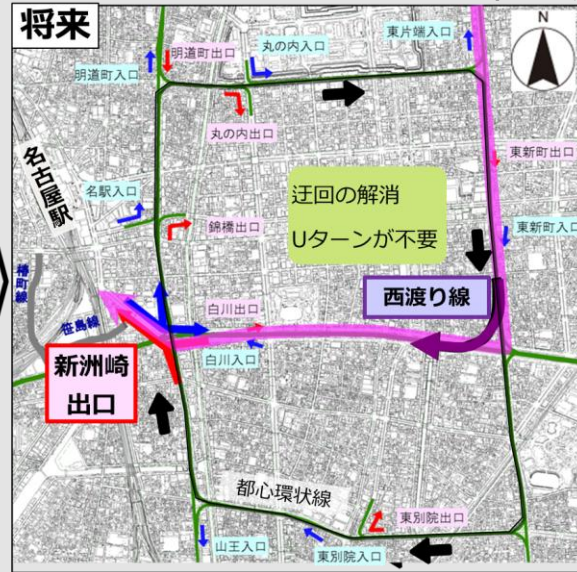 将来
N
東片端入口
丸の内入口
明道町出口
明道町入口
丸の内出口
東新町出口
名古屋駅
名駅入口
錦橋出口
迂回の解消
Uターンが不要
東新町入口
西渡り線
椿町線
笹島線
白川出口
白川入口
新洲崎
出口
都心環状線
東別院出口
山王入口
東別院入口